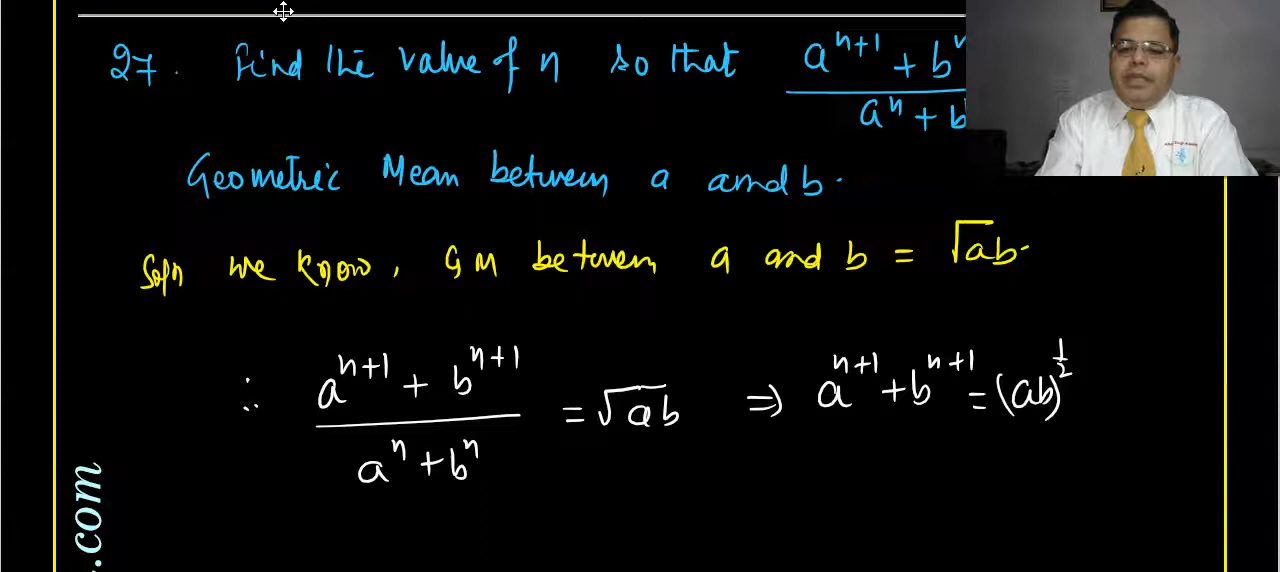 27. Find the value of n so that (a^{n+1} + b^{n
a^n + b
Geometric Mean between a and b.
Soln We know, GM between a and b = √ab.
∴ (a^{n+1} + b^{n+1})/(a^n + b^n) = √ab ⇒ a^{n+1} + b^{n+1} = (ab)^{1/2}
.com